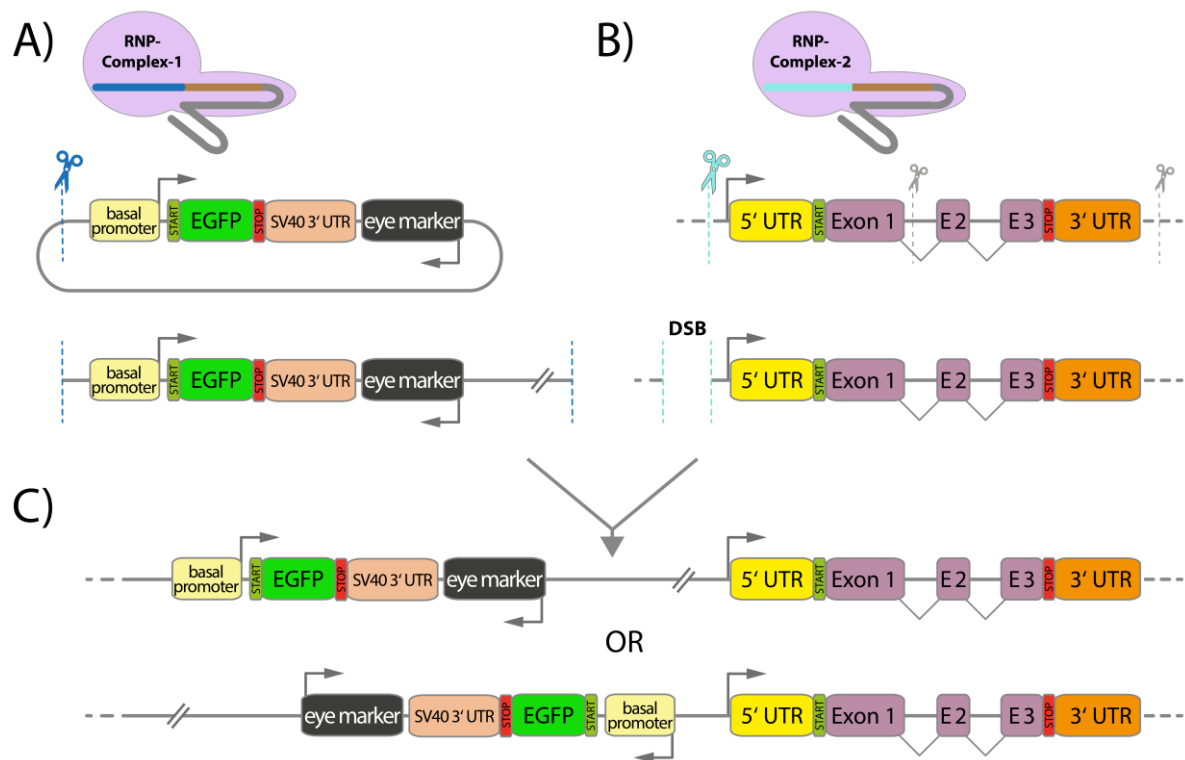 A)
RNP-
Complex-1
B)
RNP-
Complex-2
basal
promoter
START
EGFP
STOP
SV40 3' UTR
eye marker
5' UTR
START
Exon 1
E 2
E 3
STOP
3' UTR
DSB
basal
promoter
START
EGFP
STOP
SV40 3' UTR
eye marker
5' UTR
START
Exon 1
E 2
E 3
STOP
3' UTR
C)
basal
promoter
START
EGFP
STOP
SV40 3' UTR
eye marker
5' UTR
START
Exon 1
E 2
E 3
STOP
3' UTR
OR
eye marker
SV40 3' UTR
STOP
EGFP
START
basal
promoter
5' UTR
START
Exon 1
E 2
E 3
STOP
3' UTR